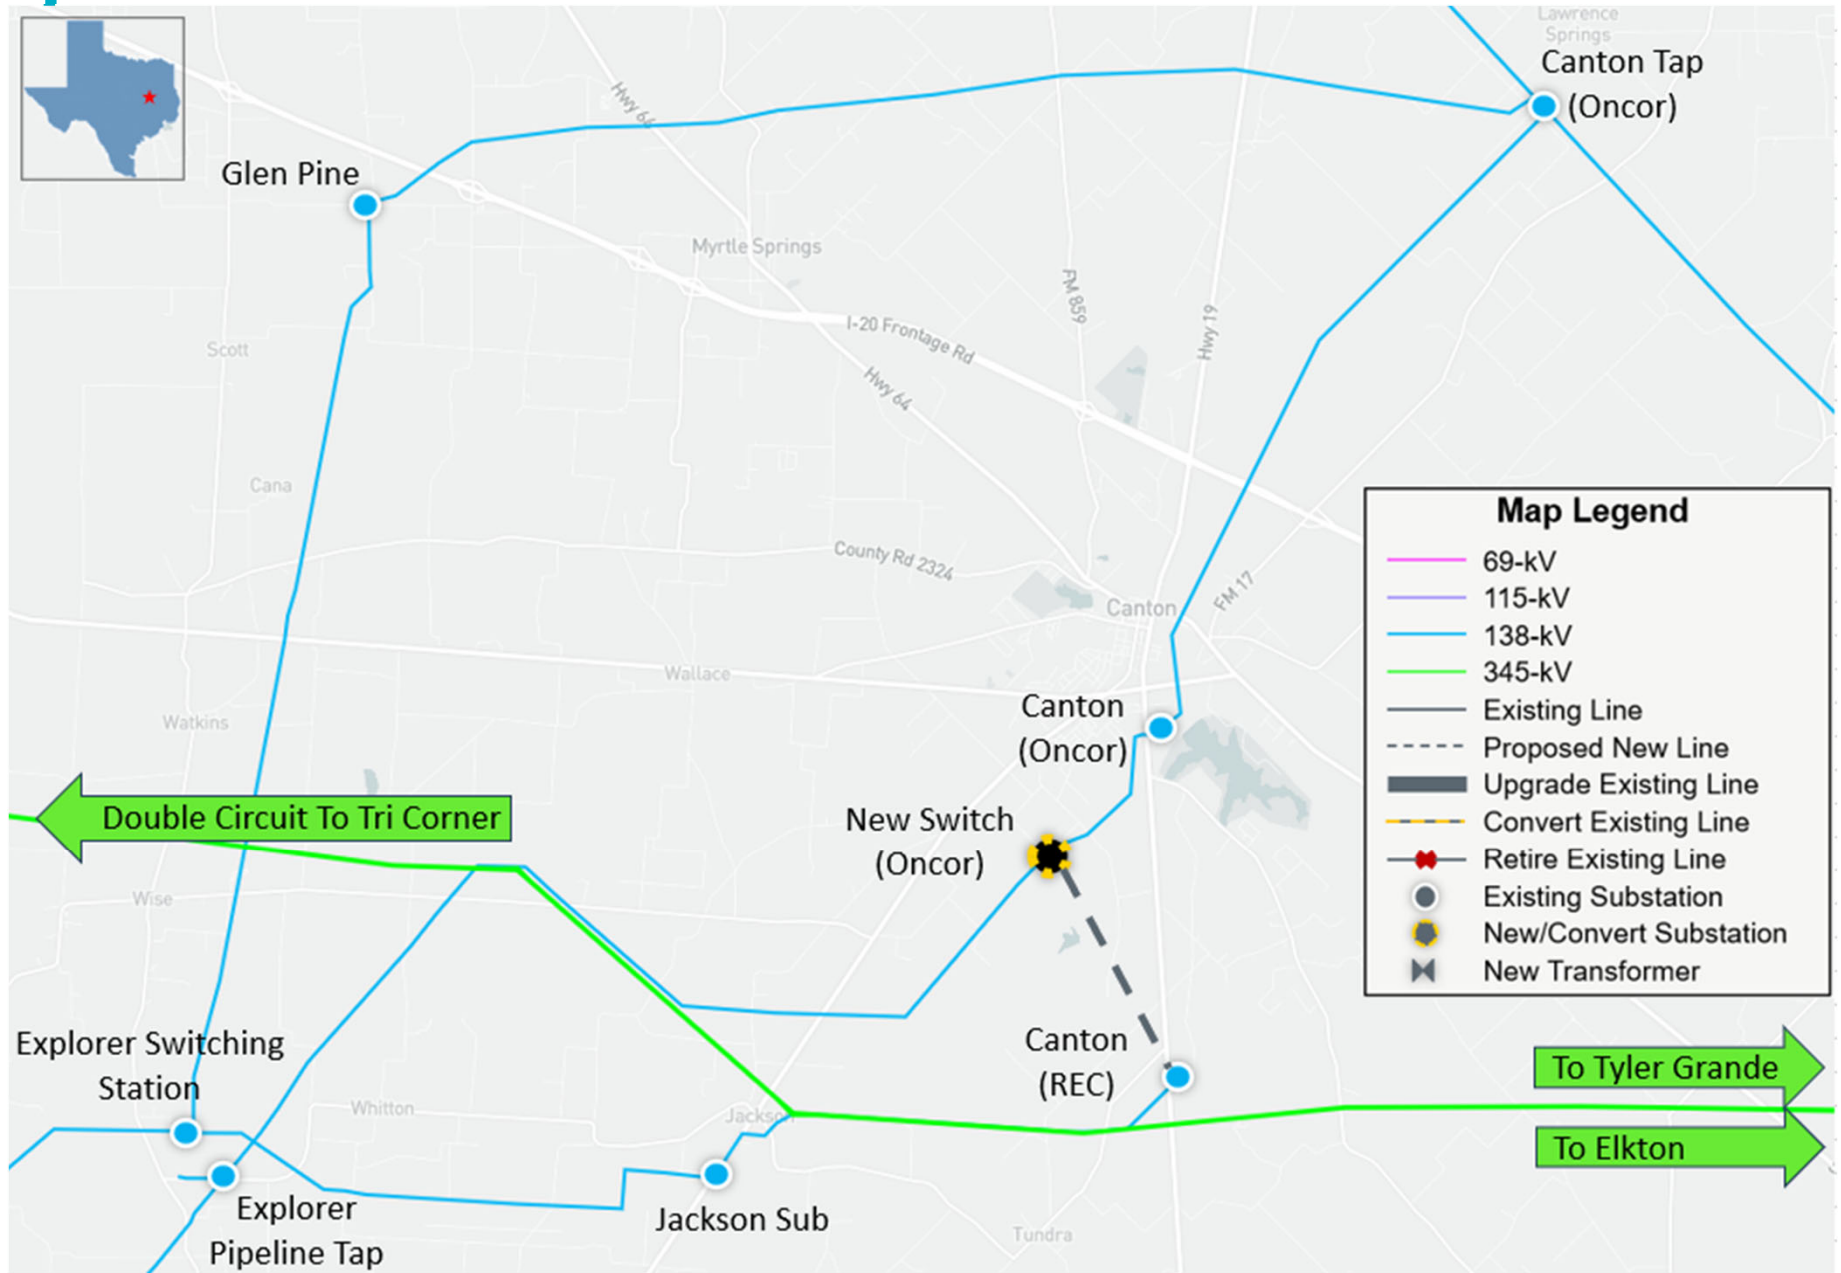 Lawrence
Springs
Canton Tap
(Oncor)
Hwy 64
Glen Pine
Myrtle Springs
FM 859
Hwy 19
I-20 Frontage Rd
Scott
Hwy 64
Cana
County Rd 2324
Canton
FM 17
Wallace
Watkins
Canton
(Oncor)
Map Legend
69-kV
115-kV
138-kV
345-kV
Existing Line
Proposed New Line
Upgrade Existing Line
Convert Existing Line
Retire Existing Line
Existing Substation
New/Convert Substation
New Transformer
Double Circuit To Tri Corner
New Switch
(Oncor)
Wise
Explorer Switching
Station
Whitton
Canton
(REC)
To Tyler Grande
To Elkton
Explorer
Pipeline Tap
Jackson Sub
Tundra